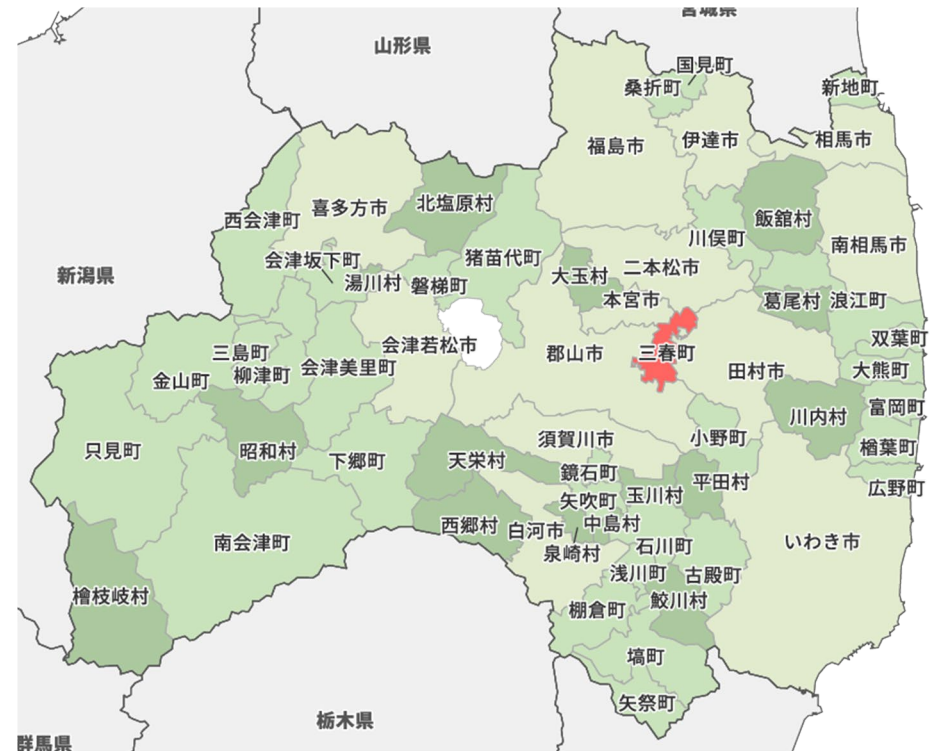 宮城県
山形県
国見町
桑折町
新地町
福島市
伊達市
相馬市
北塩原村
喜多方市
西会津町
飯舘村
川俣町
南相馬市
猪苗代町
会津坂下町
大玉村
二本松市
新潟県
湯川村
磐梯町
本宮市
葛尾村
浪江町
双葉町
会津若松市
三島町
郡山市
三春町
会津美里町
田村市
大熊町
金山町
柳津町
富岡町
川内村
須賀川市
小野町
楢葉町
只見町
昭和村
下郷町
天栄村
鏡石町
平田村
広野町
矢吹町
玉川村
西郷村
白河市
中島村
南会津町
泉崎村
石川町
いわき市
浅川町
古殿町
檜枝岐村
鮫川村
棚倉町
塙町
矢祭町
栃木県
群馬県